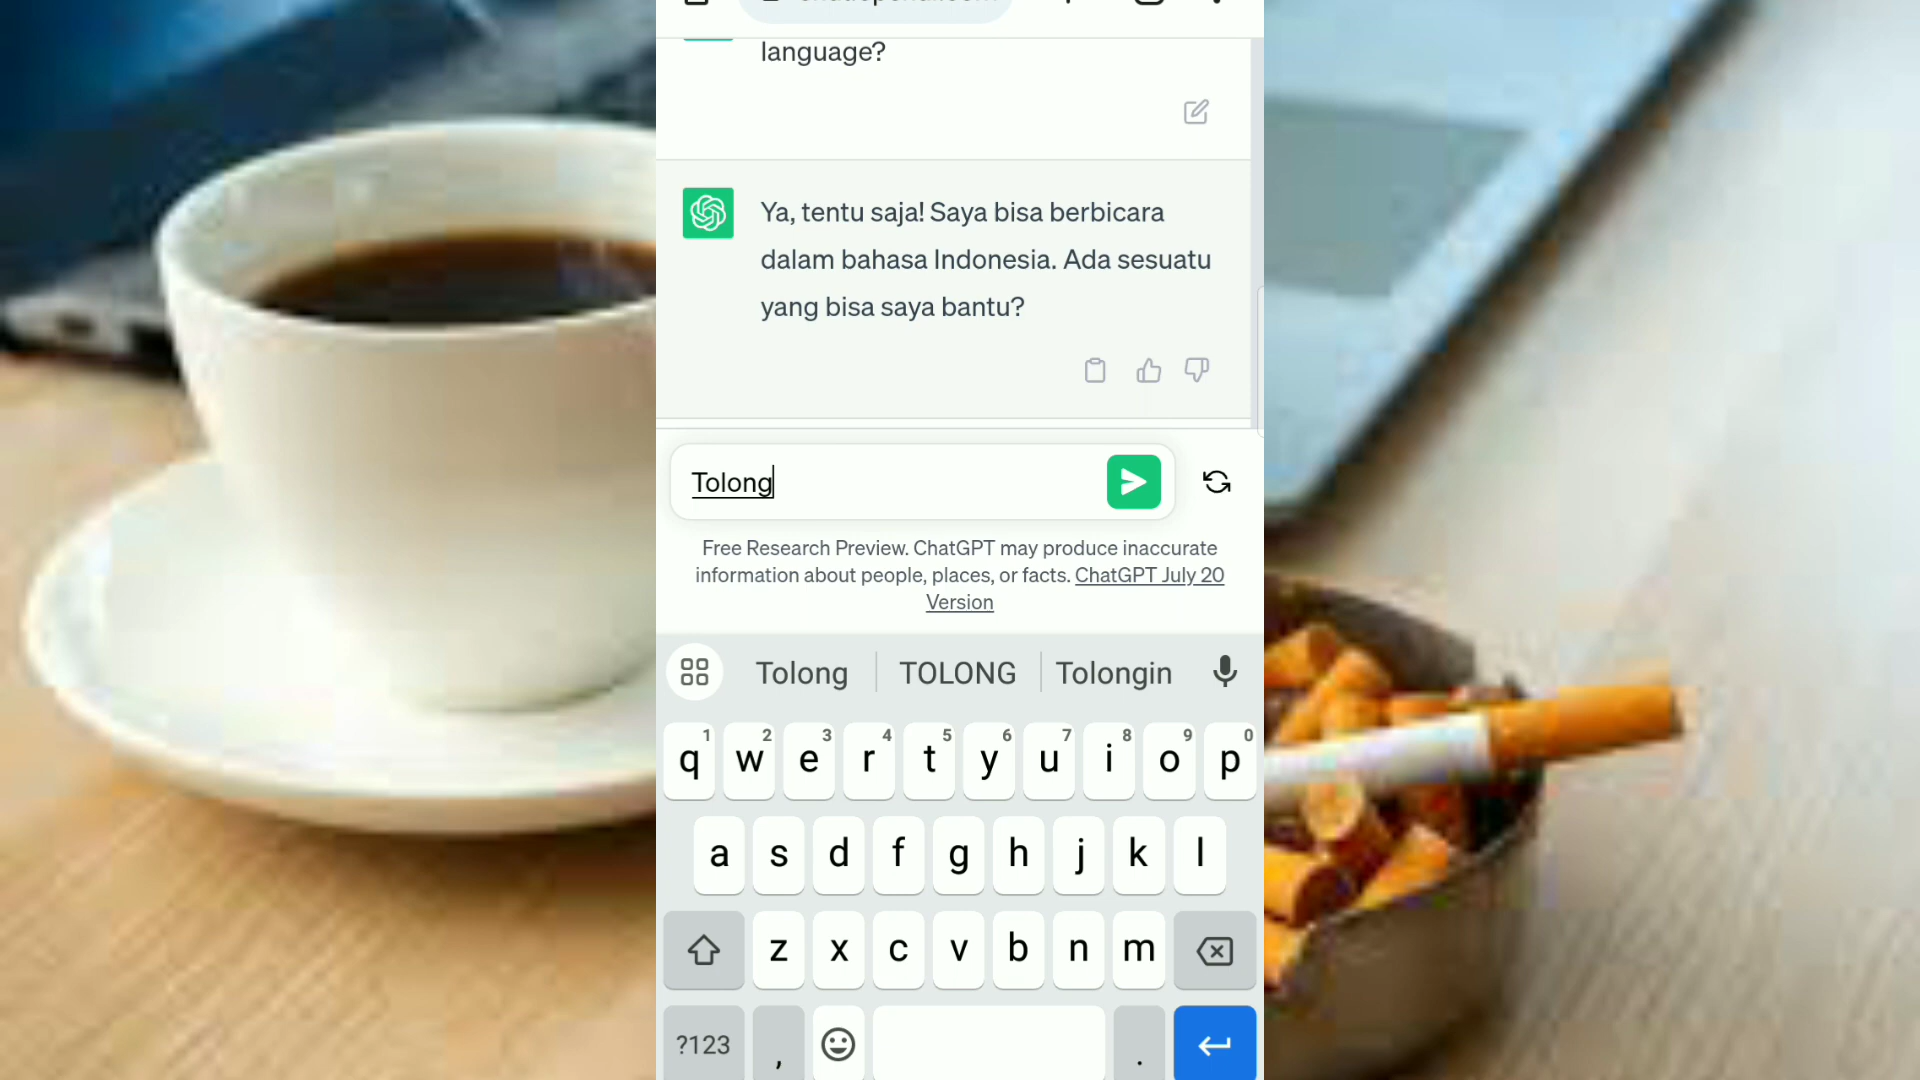 language?
Ya, tentu saja! Saya bisa berbicara
dalam bahasa Indonesia. Ada sesuatu
yang bisa saya bantu?
Tolong
Free Research Preview. ChatGPT may produce inaccurate
information about people, places, or facts. ChatGPT July 20
Version
Tolong TOLONG Tolongin
1 2 3 4 5 6 7 8 9 0
q w e r t y u i o p
a s d f g h j k l
z x c v b n m
?123 , .